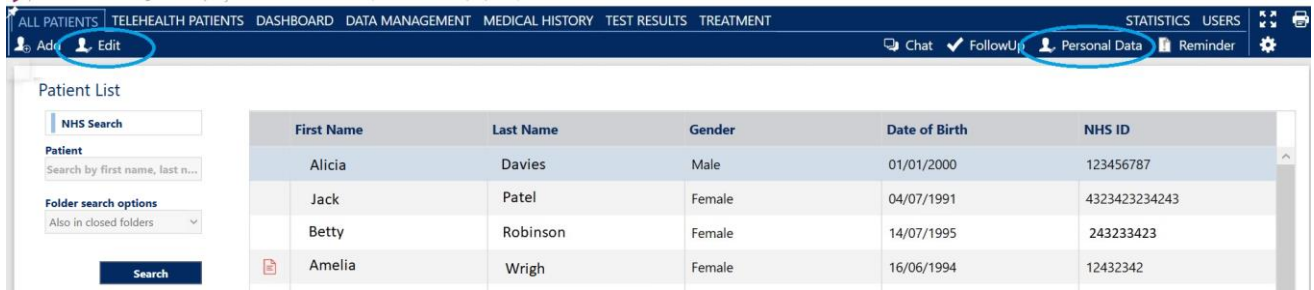 ALL PATIENTS TELEHEALTH PATIENTS DASHBOARD DATA MANAGEMENT MEDICAL HISTORY TEST RESULTS TREATMENT STATISTICS USERS
Add Edit Chat FollowUp Personal Data Reminder
Patient List
NHS Search
First Name Last Name Gender Date of Birth NHS ID
Patient
Search by first name, last n...
Alicia Davies Male 01/01/2000 123456787
Folder search options
Jack Patel Female 04/07/1991 4323423234243
Also in closed folders
Betty Robinson Female 14/07/1995 243233423
Search
Amelia Wrigh Female 16/06/1994 12432342